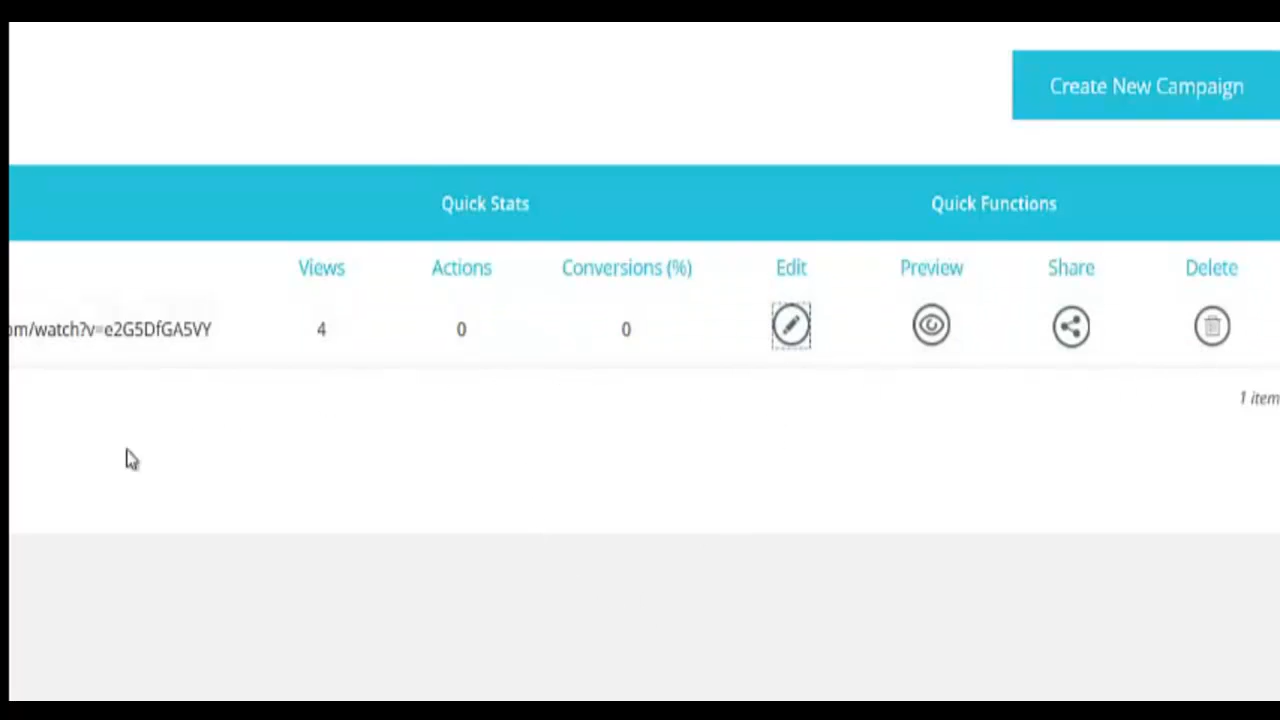 Create New Campaign
Quick Stats Quick Functions
Views Actions Conversions (%) Edit Preview Share Delete
om/watch?v=e2G5DfGA5VY 4 0 0
1 item